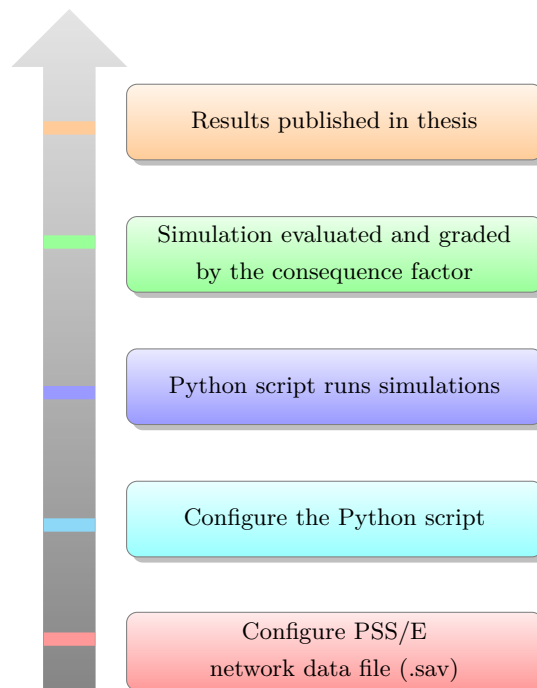 Results published in thesis
Simulation evaluated and graded
by the consequence factor
Python script runs simulations
Configure the Python script
Configure PSS/E
network data file (.sav)